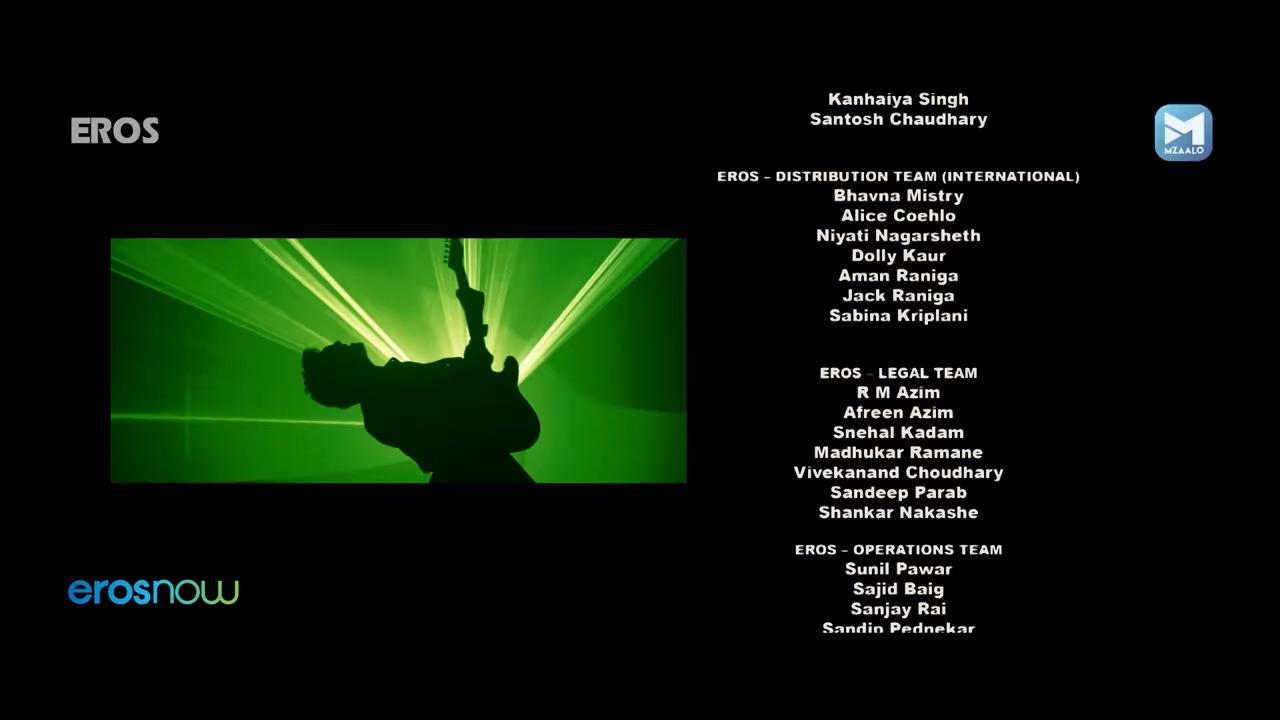 EROS
Kanhaiya Singh
Santosh Chaudhary
MZAALO
EROS – DISTRIBUTION TEAM (INTERNATIONAL)
Bhavna Mistry
Alice Coehlo
Niyati Nagarsheth
Dolly Kaur
Aman Raniga
Jack Raniga
Sabina Kriplani
EROS – LEGAL TEAM
R M Azim
Afreen Azim
Snehal Kadam
Madhukar Ramane
Vivekanand Choudhary
Sandeep Parab
Shankar Nakashe
EROS – OPERATIONS TEAM
Sunil Pawar
Sajid Baig
Sanjay Rai
Sandip Pednekar
erosnow